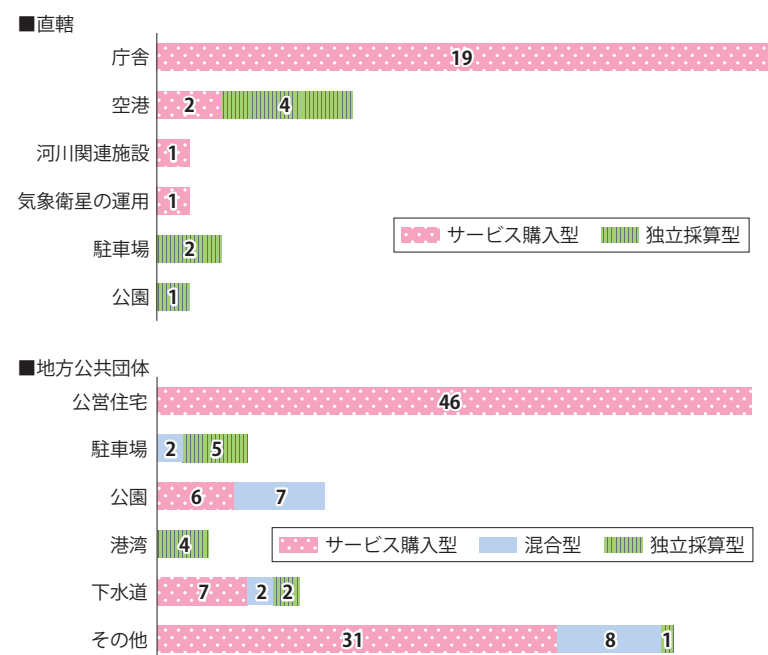 ■直轄
庁舎 19
空港 2 4
河川関連施設 1
気象衛星の運用 1
駐車場 2
サービス購入型 独立採算型
公園 1
■地方公共団体
公営住宅 46
駐車場 2 5
公園 6 7
港湾 4
サービス購入型 混合型 独立採算型
下水道 7 2 2
その他 31 8 1